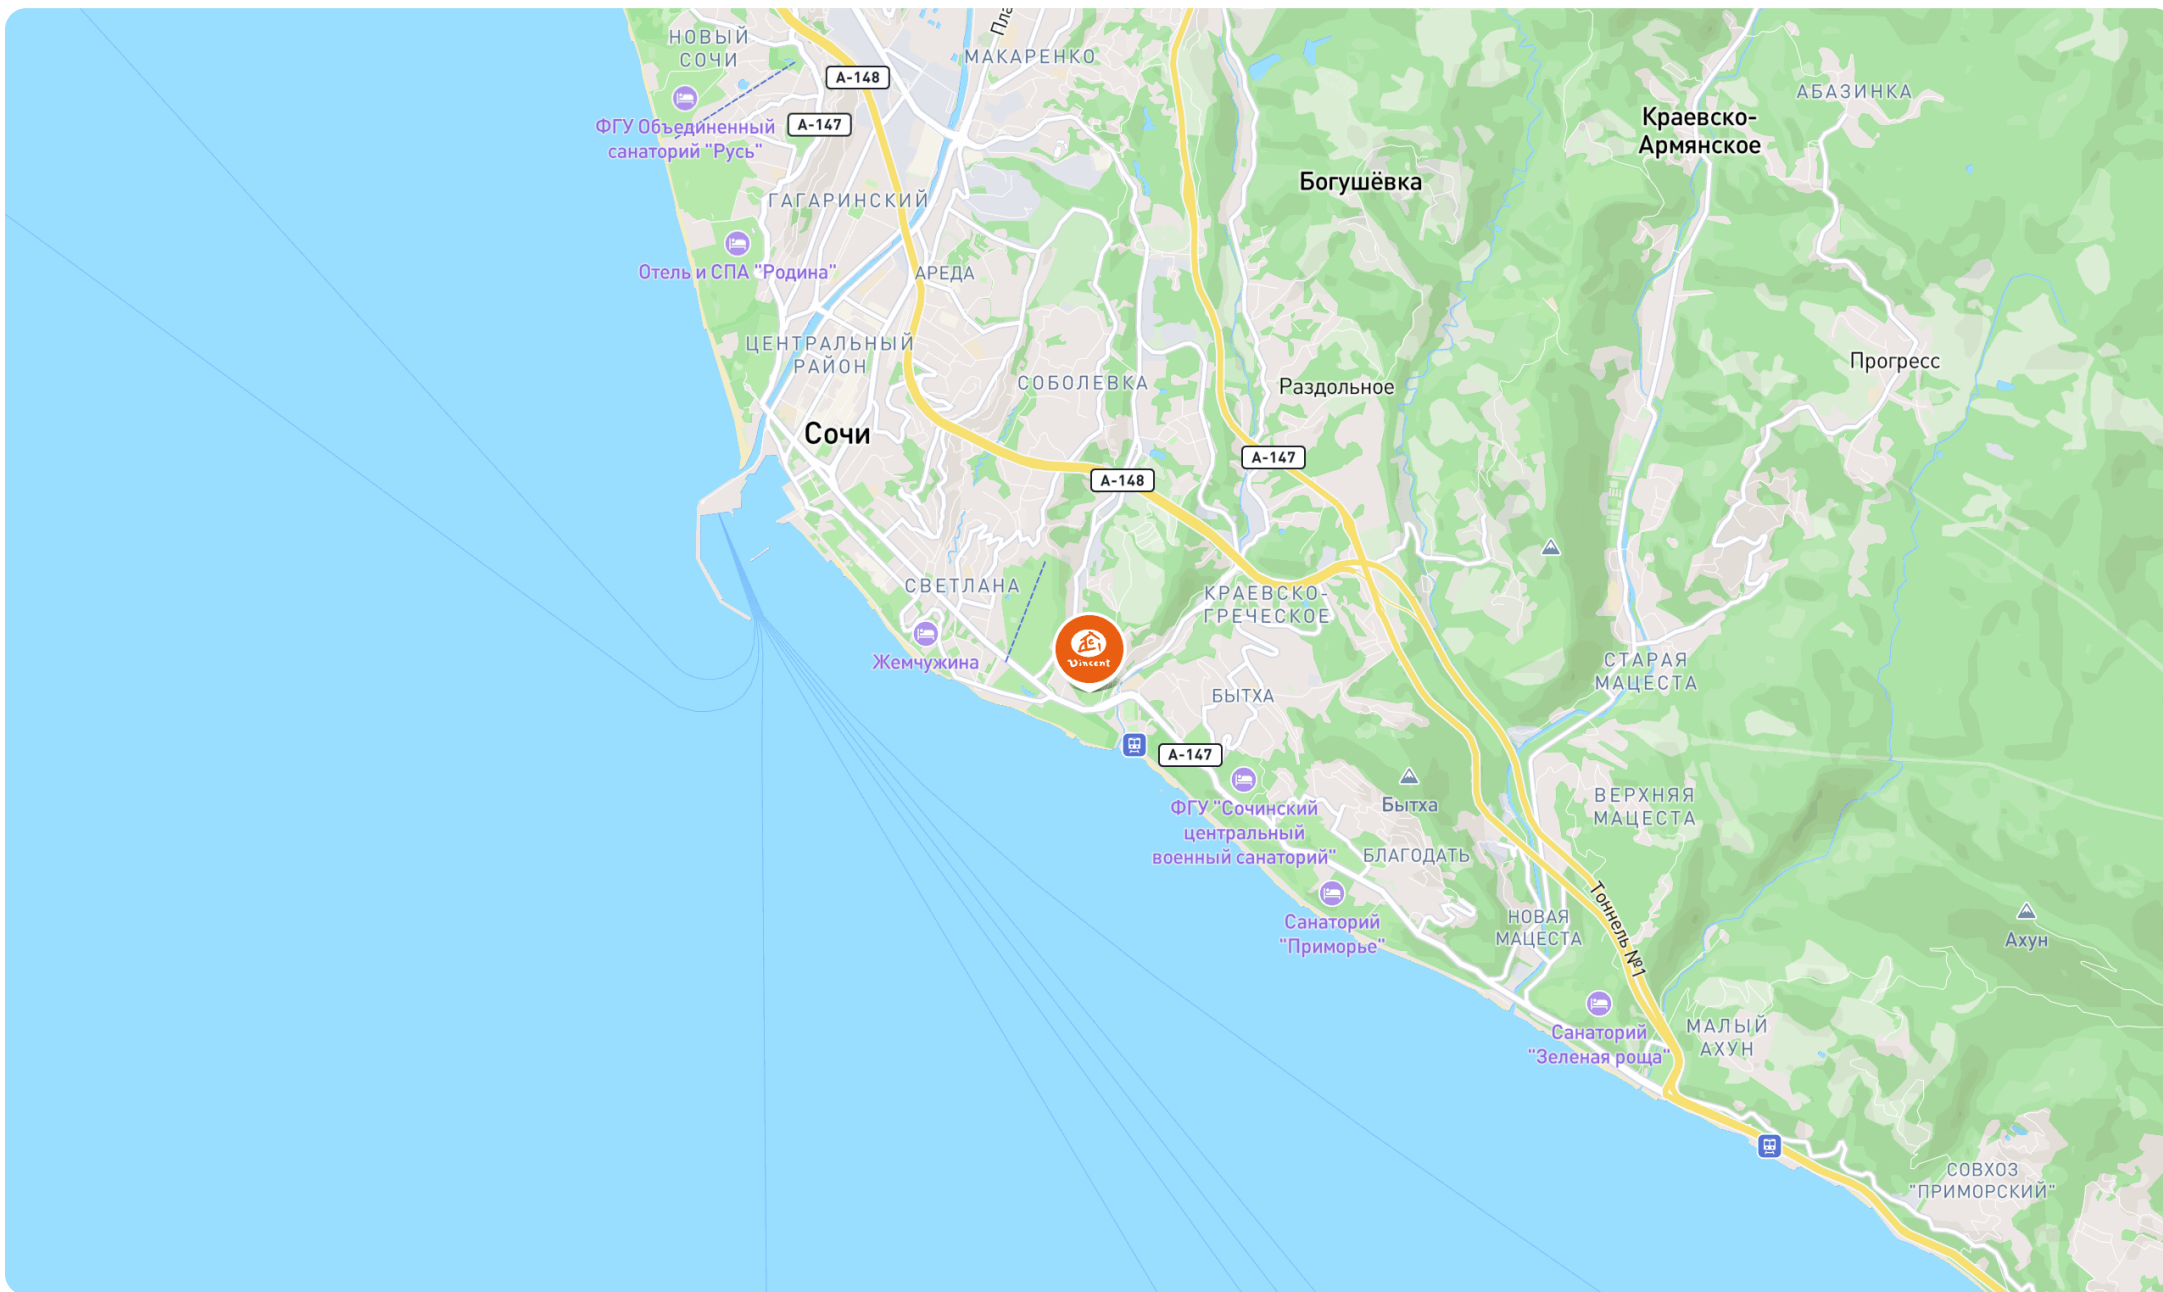 Пла
НОВЫЙ
СОЧИ
МАКАРЕНКО
А-148
АБАЗИНКА
А-147
Краевско-
Армянское
ФГУ Объединенный
санаторий "Русь"
Богушёвка
ГАГАРИНСКИЙ
Отель и СПА "Родина"
АРЕДА
ЦЕНТРАЛЬНЫЙ
РАЙОН
Прогресс
СОБОЛЕВКА
Раздольное
Сочи
А-147
А-148
СВЕТЛАНА
КРАЕВСКО-
ГРЕЧЕСКОЕ
Vincent
Жемчужина
СТАРАЯ
МАЦЕСТА
БЫТХА
А-147
ФГУ "Сочинский
центральный
военный санаторий"
Бытха
ВЕРХНЯЯ
МАЦЕСТА
БЛАГОДАТЬ
Санаторий
"Приморье"
НОВАЯ
МАЦЕСТА
Тоннель №1
Ахун
Санаторий
"Зеленая роща"
МАЛЫЙ
АХУН
СОВХОЗ
"ПРИМОРСКИЙ"